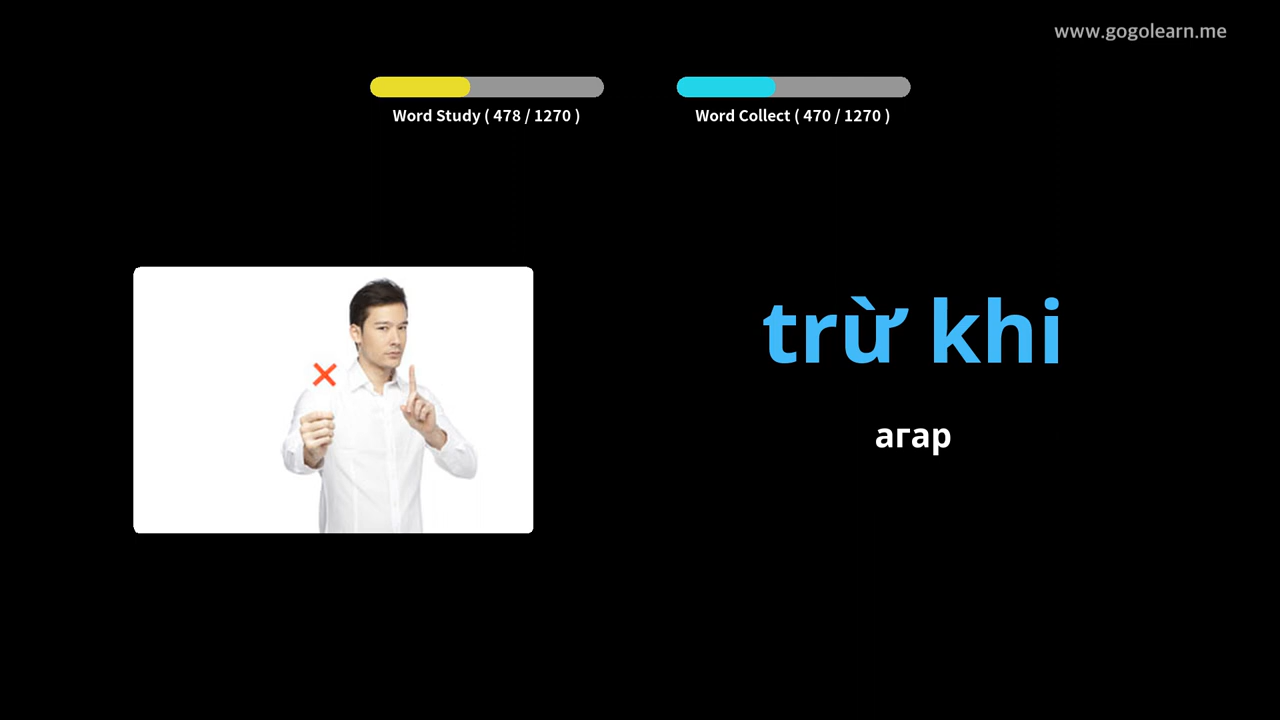 www.gogolearn.me
Word Study ( 478 / 1270 )
Word Collect ( 470 / 1270 )
trừ khi
агар